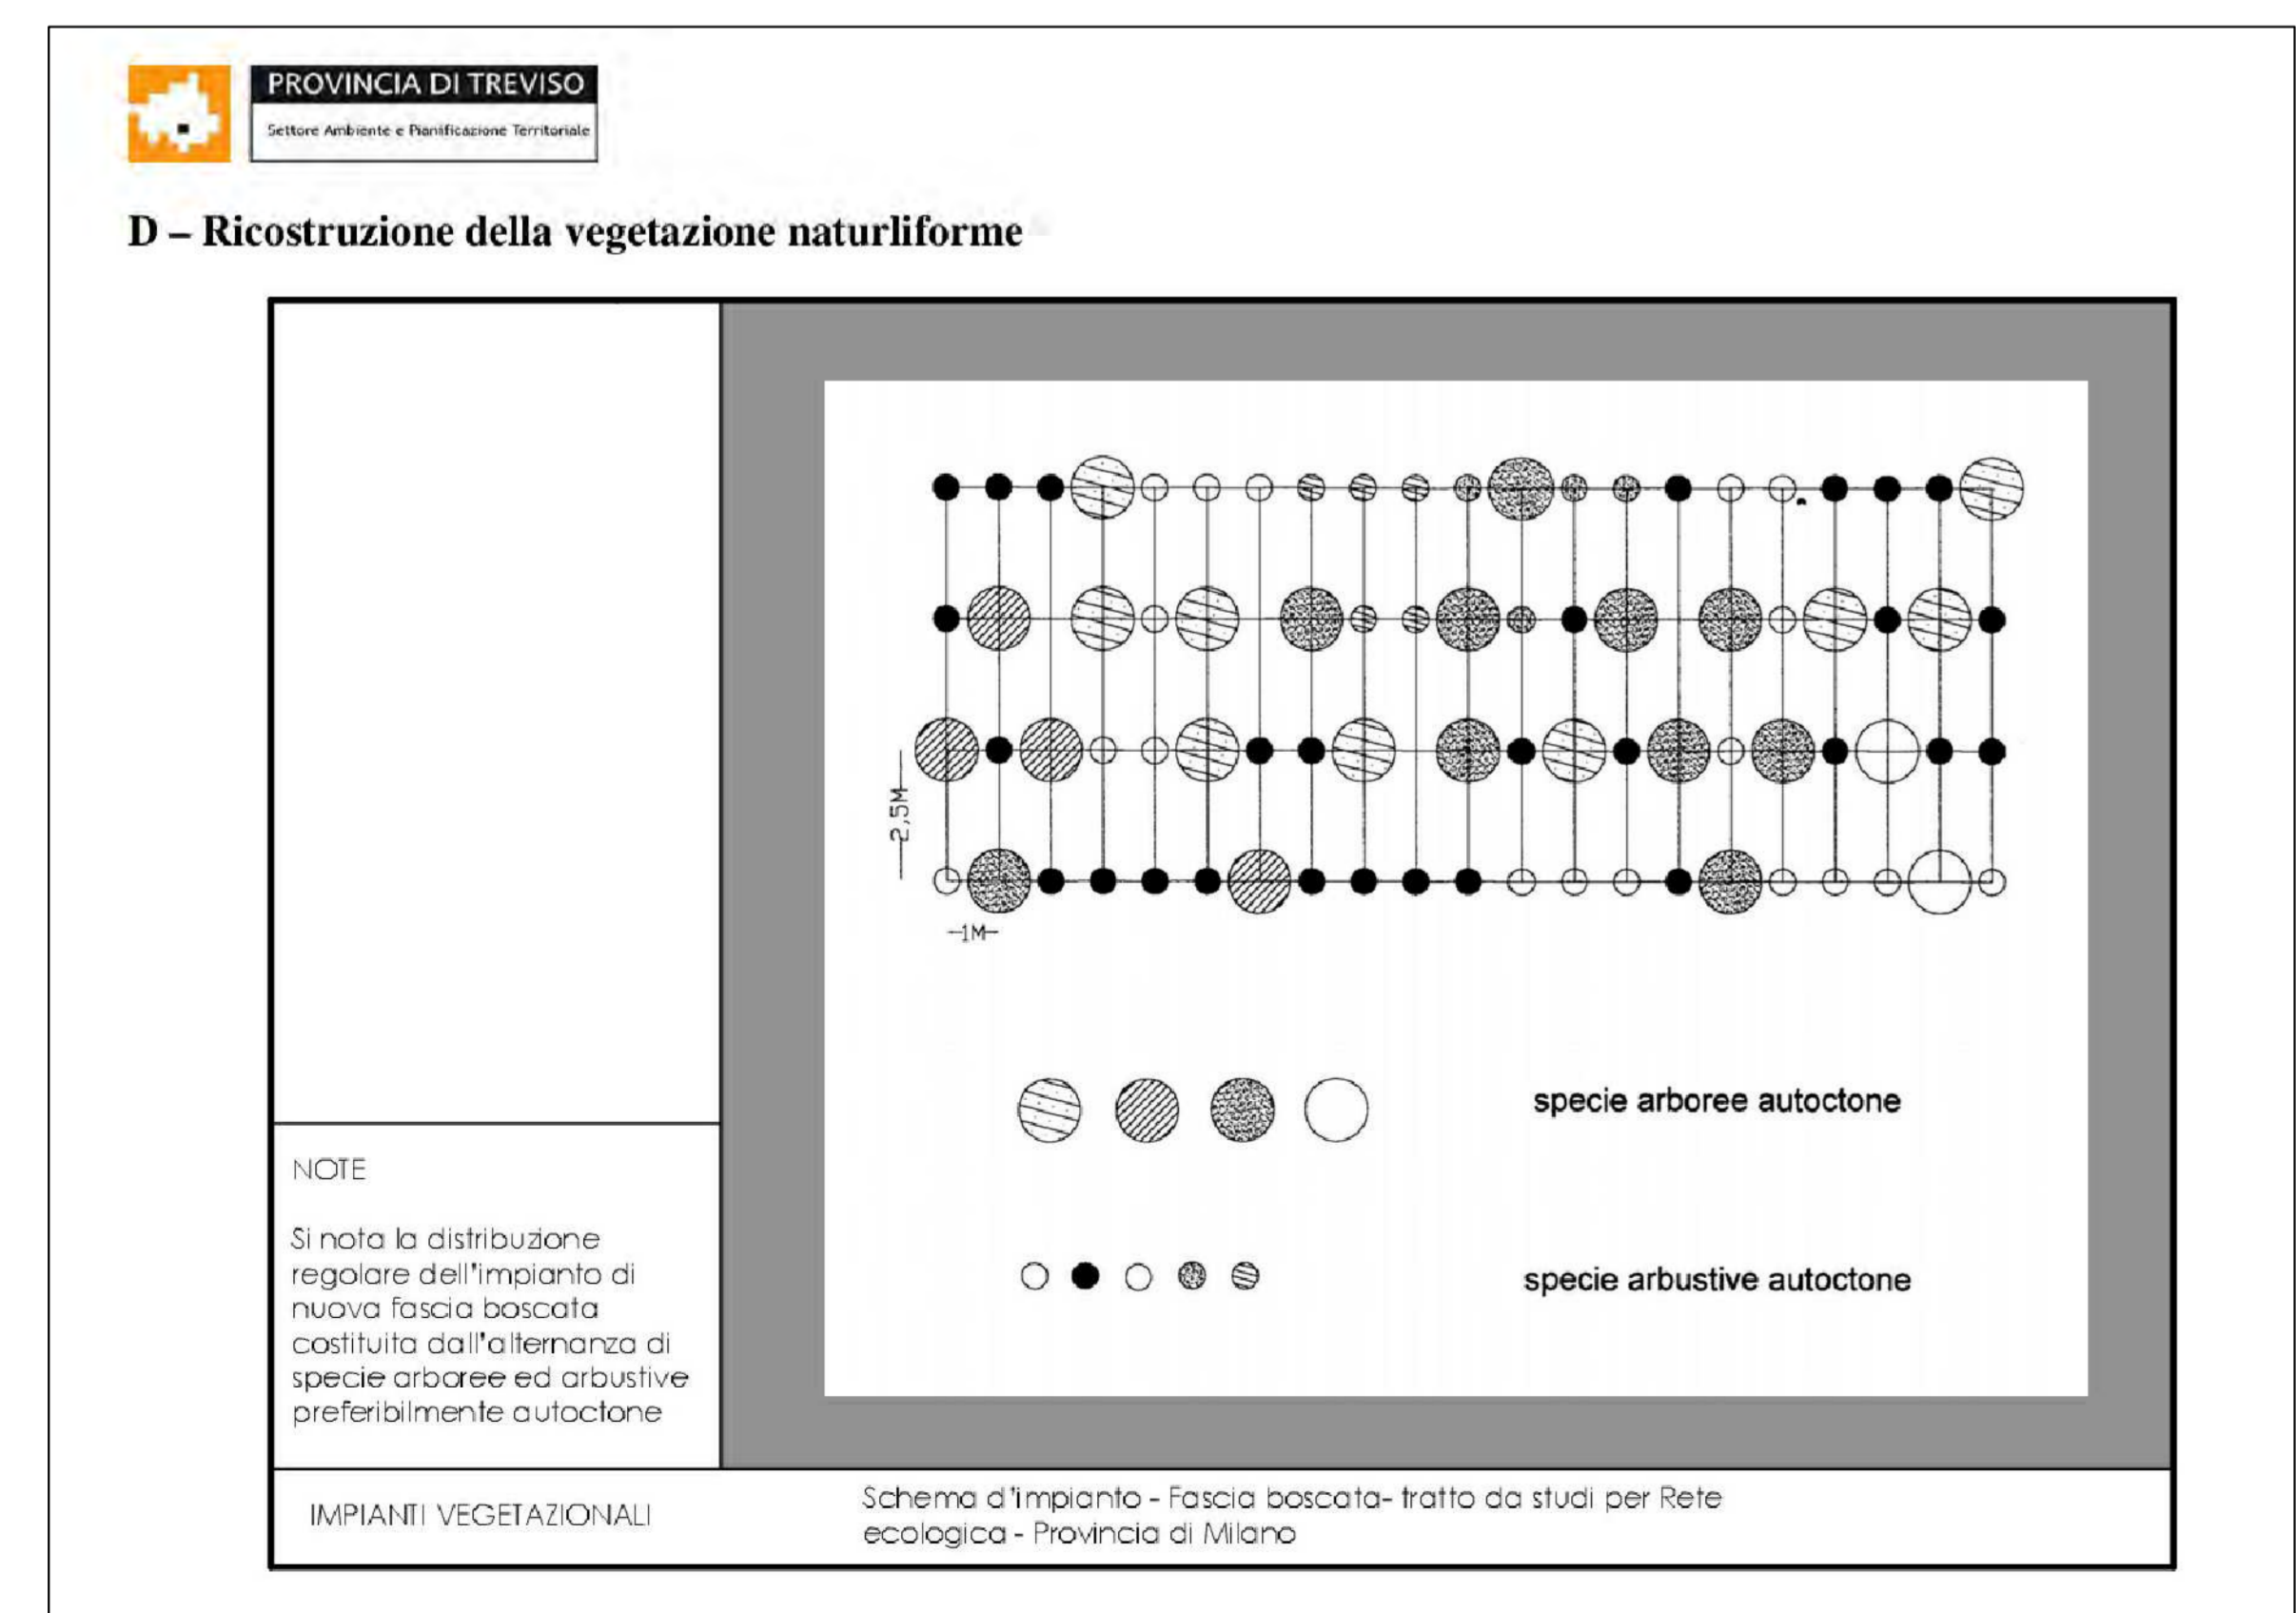 PROVINCIA DI TREVISO
Settore Ambiente e Pianificazione Territoriale
D – Ricostruzione della vegetazione naturliforme
2,5M
1M
specie arboree autoctone
specie arbustive autoctone
NOTE
Si nota la distribuzione
regolare dell'impianto di
nuova fascia boscata
costituita dall'alternanza di
specie arboree ed arbustive
preferibilmente autoctone
IMPIANTI VEGETAZIONALI
Schema d'impianto - Fascia boscata- tratto da studi per Rete
ecologica - Provincia di Milano